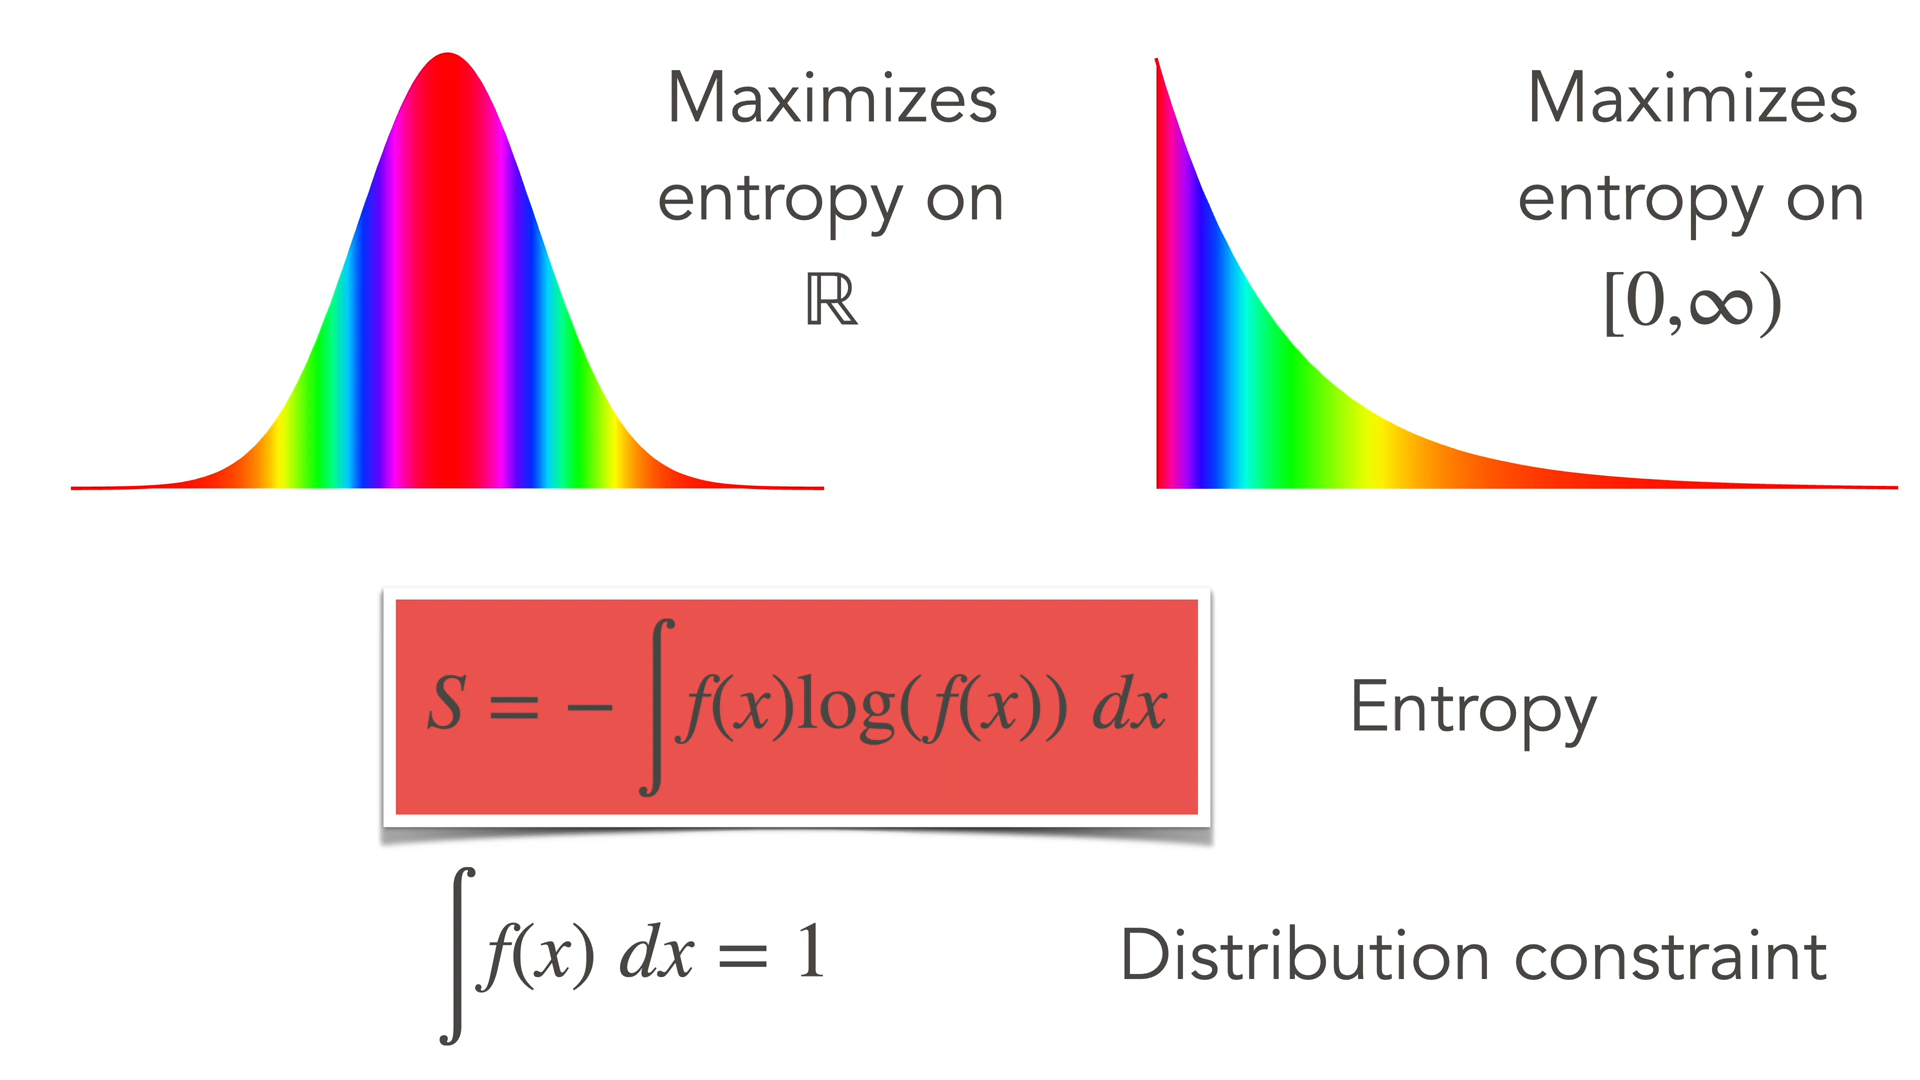 Maximizes
entropy on
ℝ
Maximizes
entropy on
[0,∞)
S = − ∫ f(x)log(f(x)) dx
Entropy
∫ f(x) dx = 1
Distribution constraint